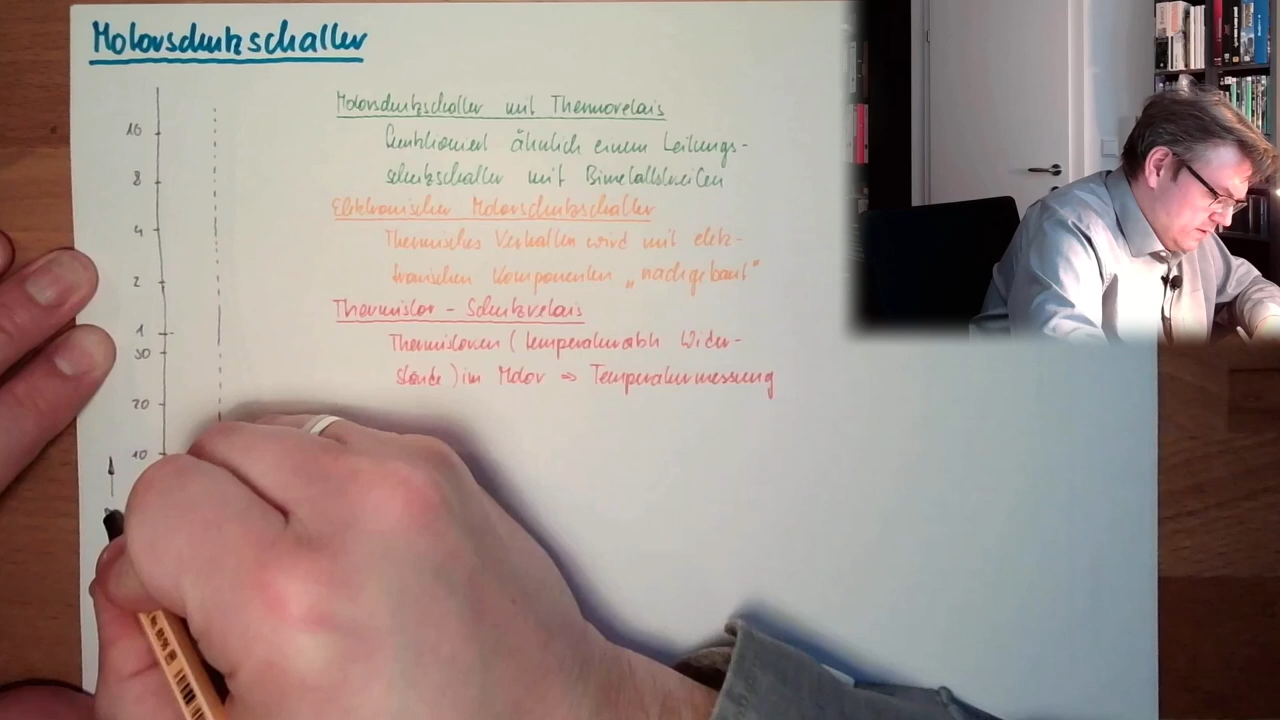 Motorschutzschalter
Motorschutzschalter mit Thermorelais
funktioniert ähnlich einem Leitungs-
schutzschalter mit Bimetallstreifen
Elektronischer Motorschutzschalter
Thermisches Verhalten wird mit elek-
tronischen Komponenten „nachgebaut“
Thermistor - Schutzrelais
Thermistoren (temperaturabh Wider-
stände) im Motor => Temperaturmessung
16
8
4
2
1
30
20
10